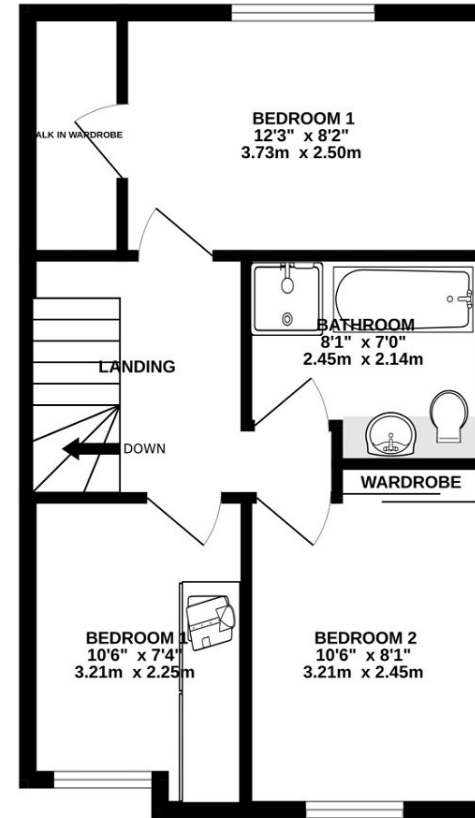 BEDROOM 1
12'3" x 8'2"
3.73m x 2.50m
ALK IN WARDROBE
BATHROOM
8'1" x 7'0"
2.45m x 2.14m
LANDING
DOWN
WARDROBE
BEDROOM 1
10'6" x 7'4"
3.21m x 2.25m
BEDROOM 2
10'6" x 8'1"
3.21m x 2.45m